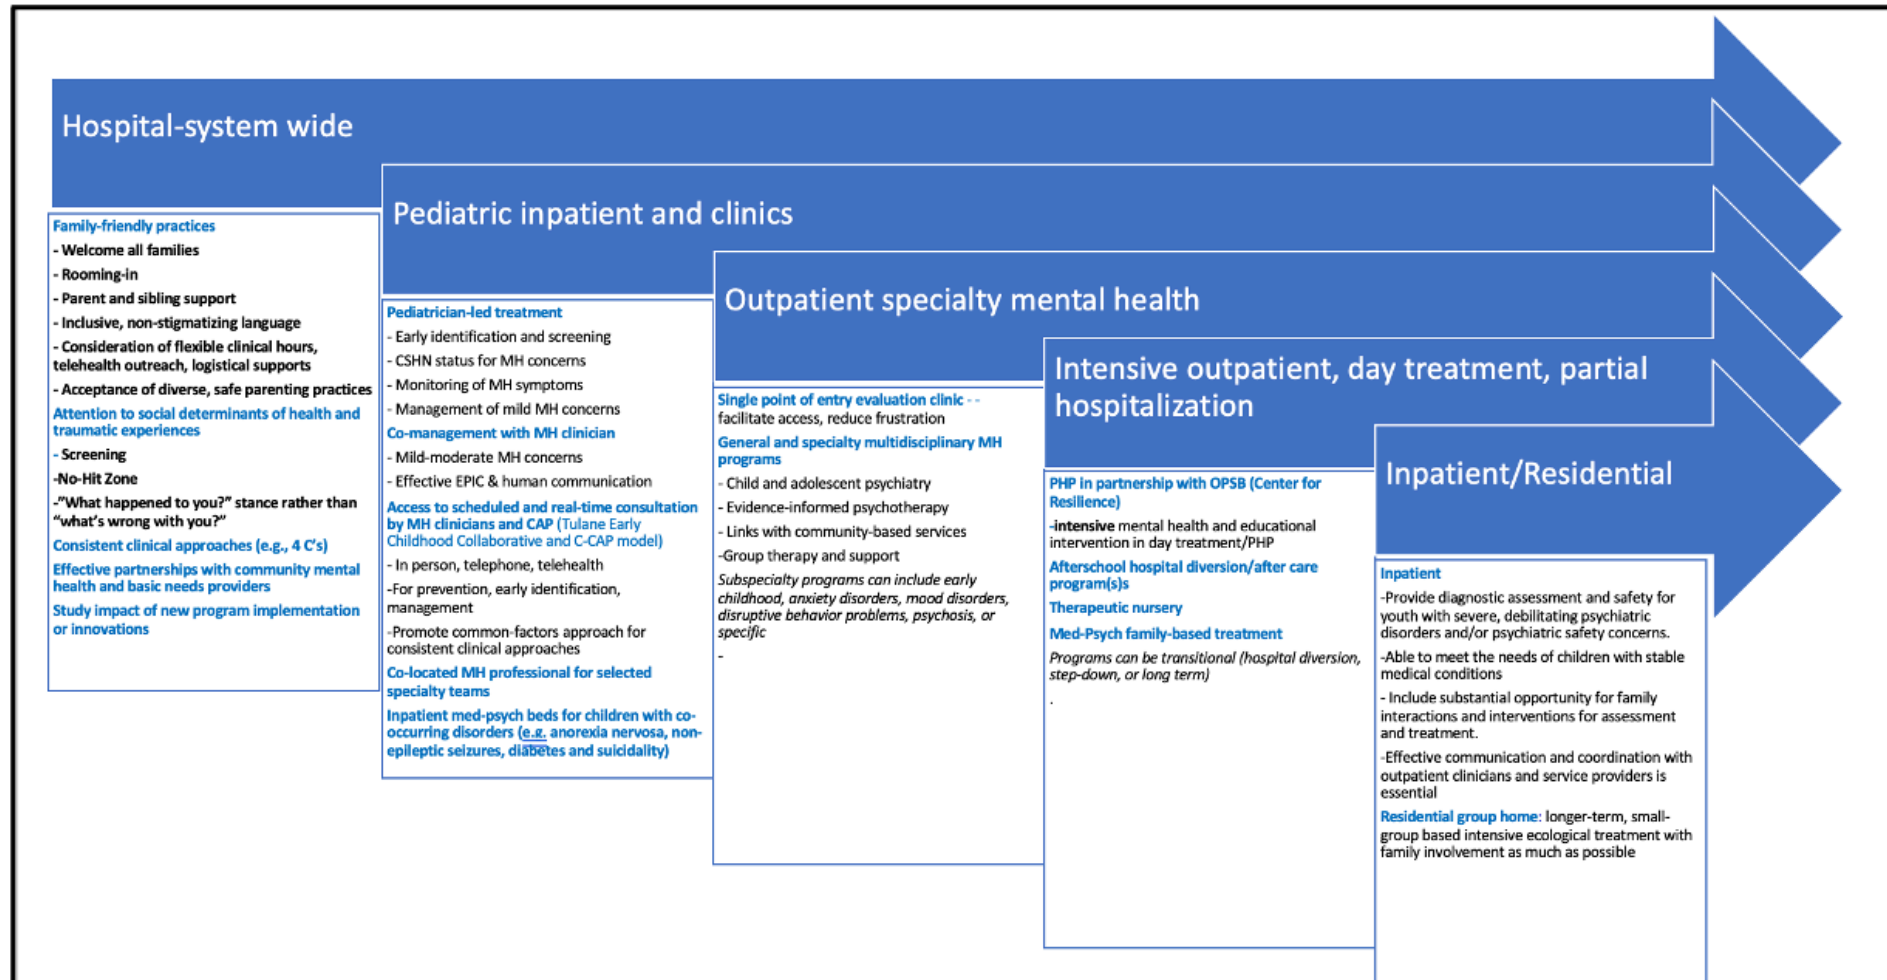 Hospital-system wide
Family-friendly practices
- Welcome all families
- Rooming-in
- Parent and sibling support
- Inclusive, non-stigmatizing language
- Consideration of flexible clinical hours,
telehealth outreach, logistical supports
- Acceptance of diverse, safe parenting practices
Attention to social determinants of health and
traumatic experiences
- Screening
-No-Hit Zone
-"What happened to you?" stance rather than
"what's wrong with you?"
Consistent clinical approaches (e.g., 4 C's)
Effective partnerships with community mental
health and basic needs providers
Study impact of new program implementation
or innovations
Pediatric inpatient and clinics
Pediatrician-led treatment
- Early identification and screening
- CSHN status for MH concerns
- Monitoring of MH symptoms
- Management of mild MH concerns
Co-management with MH clinician
- Mild-moderate MH concerns
- Effective EPIC & human communication
Access to scheduled and real-time consultation
by MH clinicians and CAP (Tulane Early
Childhood Collaborative and C-CAP model)
- In person, telephone, telehealth
-For prevention, early identification,
management
-Promote common-factors approach for
consistent clinical approaches
Co-located MH professional for selected
specialty teams
Inpatient med-psych beds for children with co-
occurring disorders (e.g. anorexia nervosa, non-
epileptic seizures, diabetes and suicidality)
Outpatient specialty mental health
Single point of entry evaluation clinic - -
facilitate access, reduce frustration
General and specialty multidisciplinary MH
programs
- Child and adolescent psychiatry
- Evidence-informed psychotherapy
- Links with community-based services
-Group therapy and support
Subspecialty programs can include early
childhood, anxiety disorders, mood disorders,
disruptive behavior problems, psychosis, or
specific
-
Intensive outpatient, day treatment, partial
hospitalization
PHP in partnership with OPSB (Center for
Resilience)
-intensive mental health and educational
intervention in day treatment/PHP
Afterschool hospital diversion/after care
program(s)s
Therapeutic nursery
Med-Psych family-based treatment
Programs can be transitional (hospital diversion,
step-down, or long term)
.
Inpatient/Residential
Inpatient
-Provide diagnostic assessment and safety for
youth with severe, debilitating psychiatric
disorders and/or psychiatric safety concerns.
-Able to meet the needs of children with stable
medical conditions
- Include substantial opportunity for family
interactions and interventions for assessment
and treatment.
-Effective communication and coordination with
outpatient clinicians and service providers is
essential
Residential group home: longer-term, small-
group based intensive ecological treatment with
family involvement as much as possible